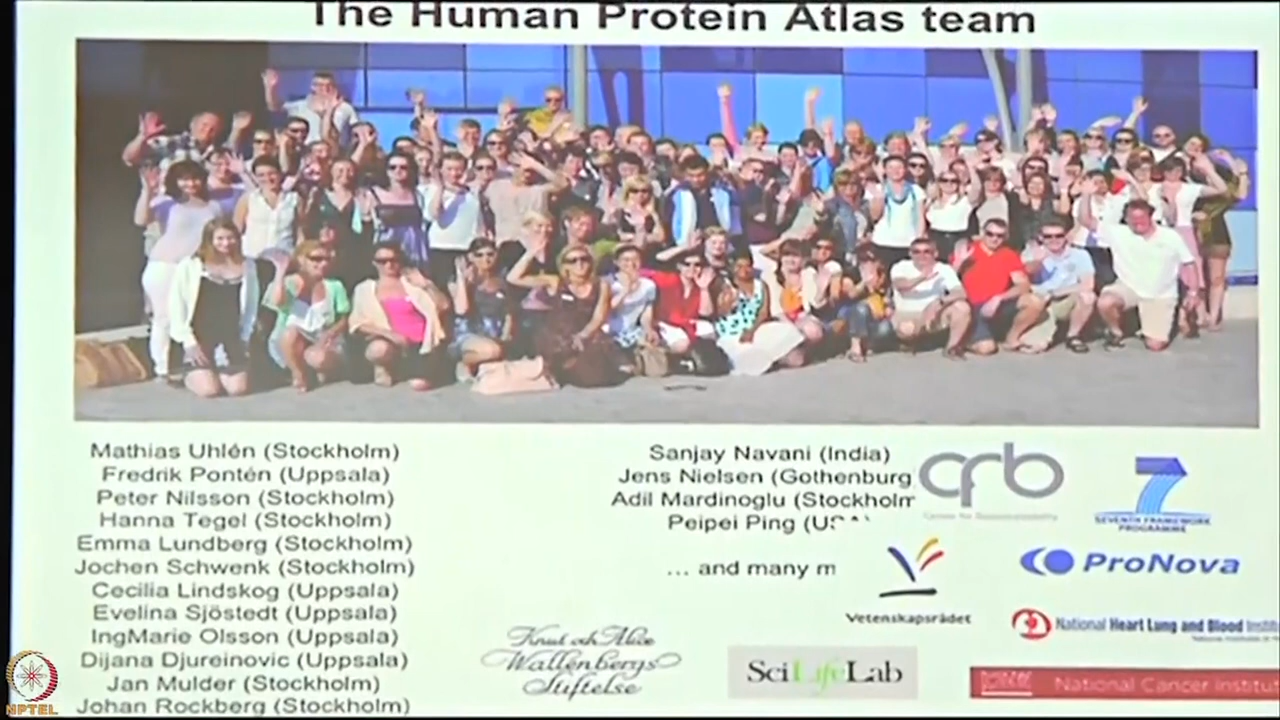 The Human Protein Atlas team
Mathias Uhlén (Stockholm)
Fredrik Pontén (Uppsala)
Peter Nilsson (Stockholm)
Hanna Tegel (Stockholm)
Emma Lundberg (Stockholm)
Jochen Schwenk (Stockholm)
Cecilia Lindskog (Uppsala)
Evelina Sjöstedt (Uppsala)
IngMarie Olsson (Uppsala)
Dijana Djureinovic (Uppsala)
Jan Mulder (Stockholm)
Johan Rockberg (Stockholm)
Sanjay Navani (India)
Jens Nielsen (Gothenburg
Adil Mardinoglu (Stockholm
Peipei Ping
... and many m
crb
7
SEVENTH FRAMEWORK
PROGRAMME
Vetenskapsrådet
ProNova
National Heart Lung and Blood Instit
Knut och Alice
Wallenbergs
Stiftelse
SciLifeLab
National Cancer Institut
NPTEL